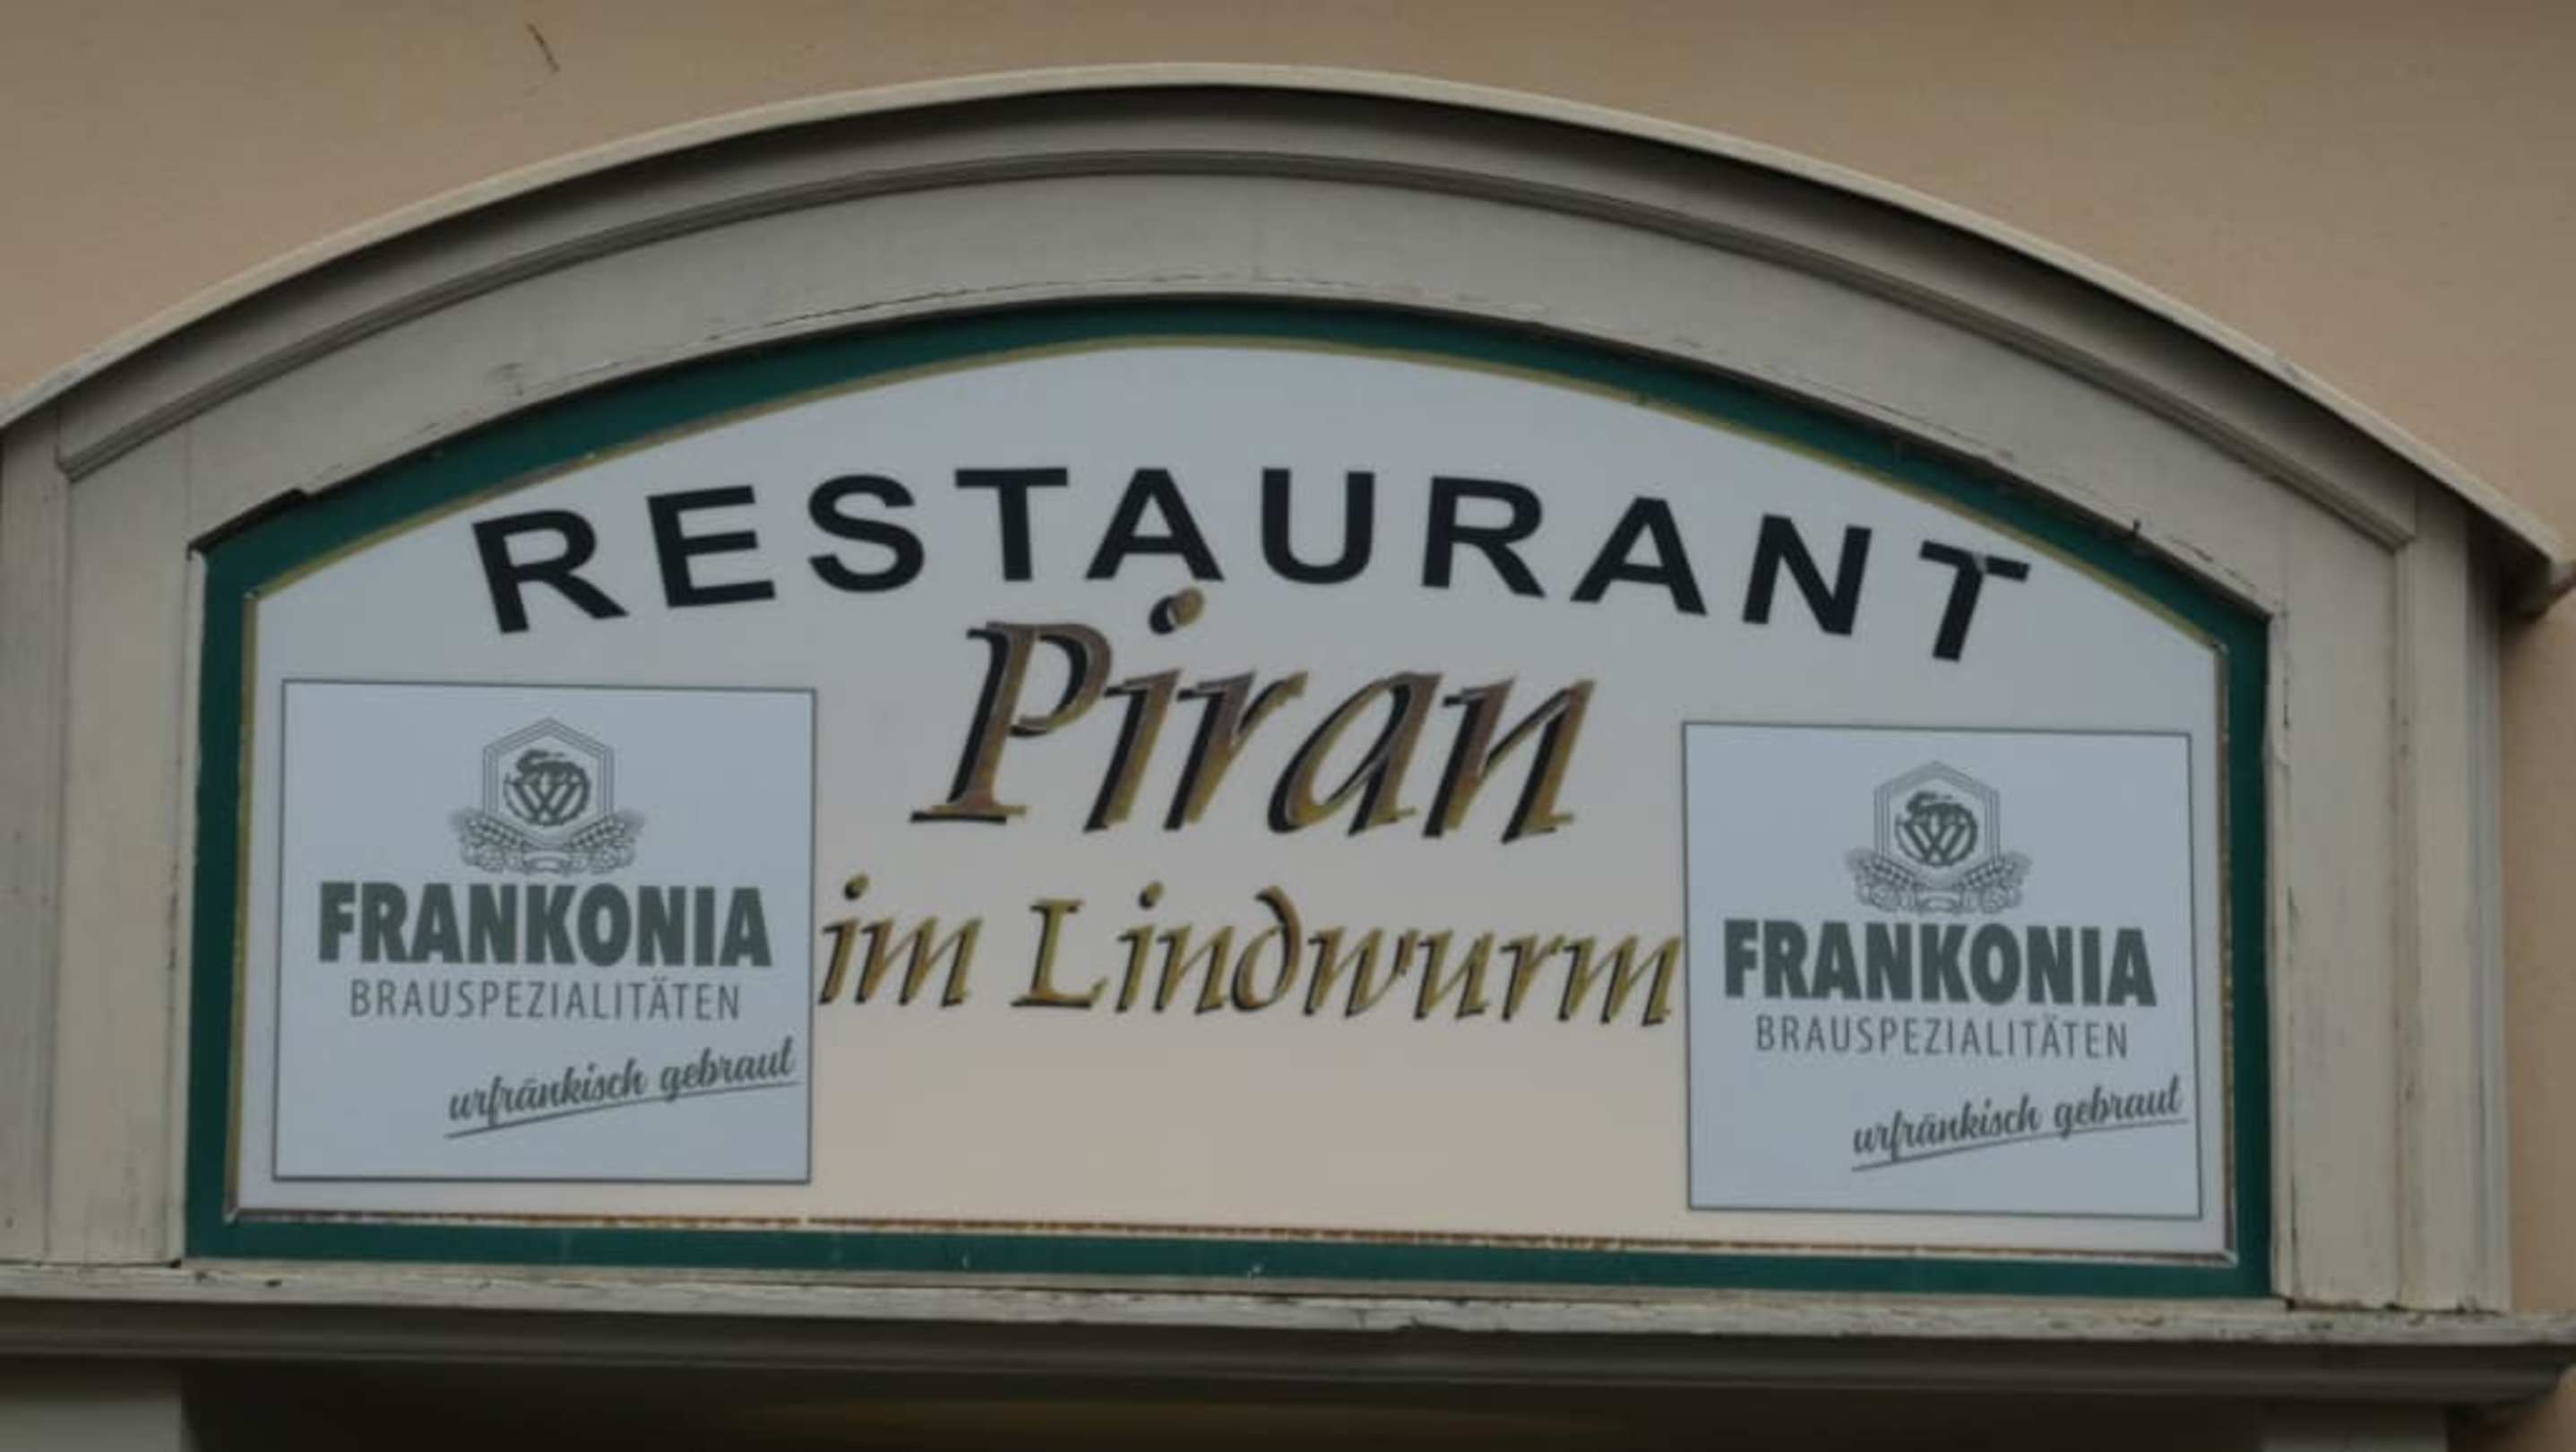 RESTAURANT
Piran
im Lindwurm
FRANKONIA
BRAUSPEZIALITÄTEN
urfränkisch gebraut
FRANKONIA
BRAUSPEZIALITÄTEN
urfränkisch gebraut